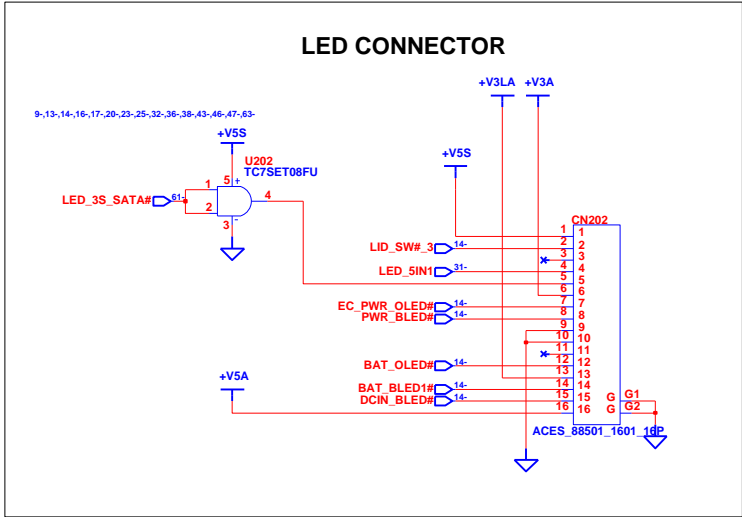 LED CONNECTOR
+V3LA
+V3A
9-,13-,14-,16-,17-,20-,23-,25-,32-,36-,38-,43-,46-,47-,63-
+V5S
+V5S
U202
TC7SET08FU
5
+
1
4
LED_3S_SATA#
61-
2
3
-
CN202
1
1
LID_SW#_3
14-
2
2
3
3
LED_5IN1
31-
4
4
5
5
6
6
EC_PWR_OLED#
14-
7
7
PWR_BLED#
14-
8
8
9
9
10
10
11
11
BAT_OLED#
14-
12
12
13
13
+V5A
BAT_BLED1#
14-
14
14
DCIN_BLED#
14-
15
15
G
G1
16
16
G
G2
ACES_88501_1601_16P